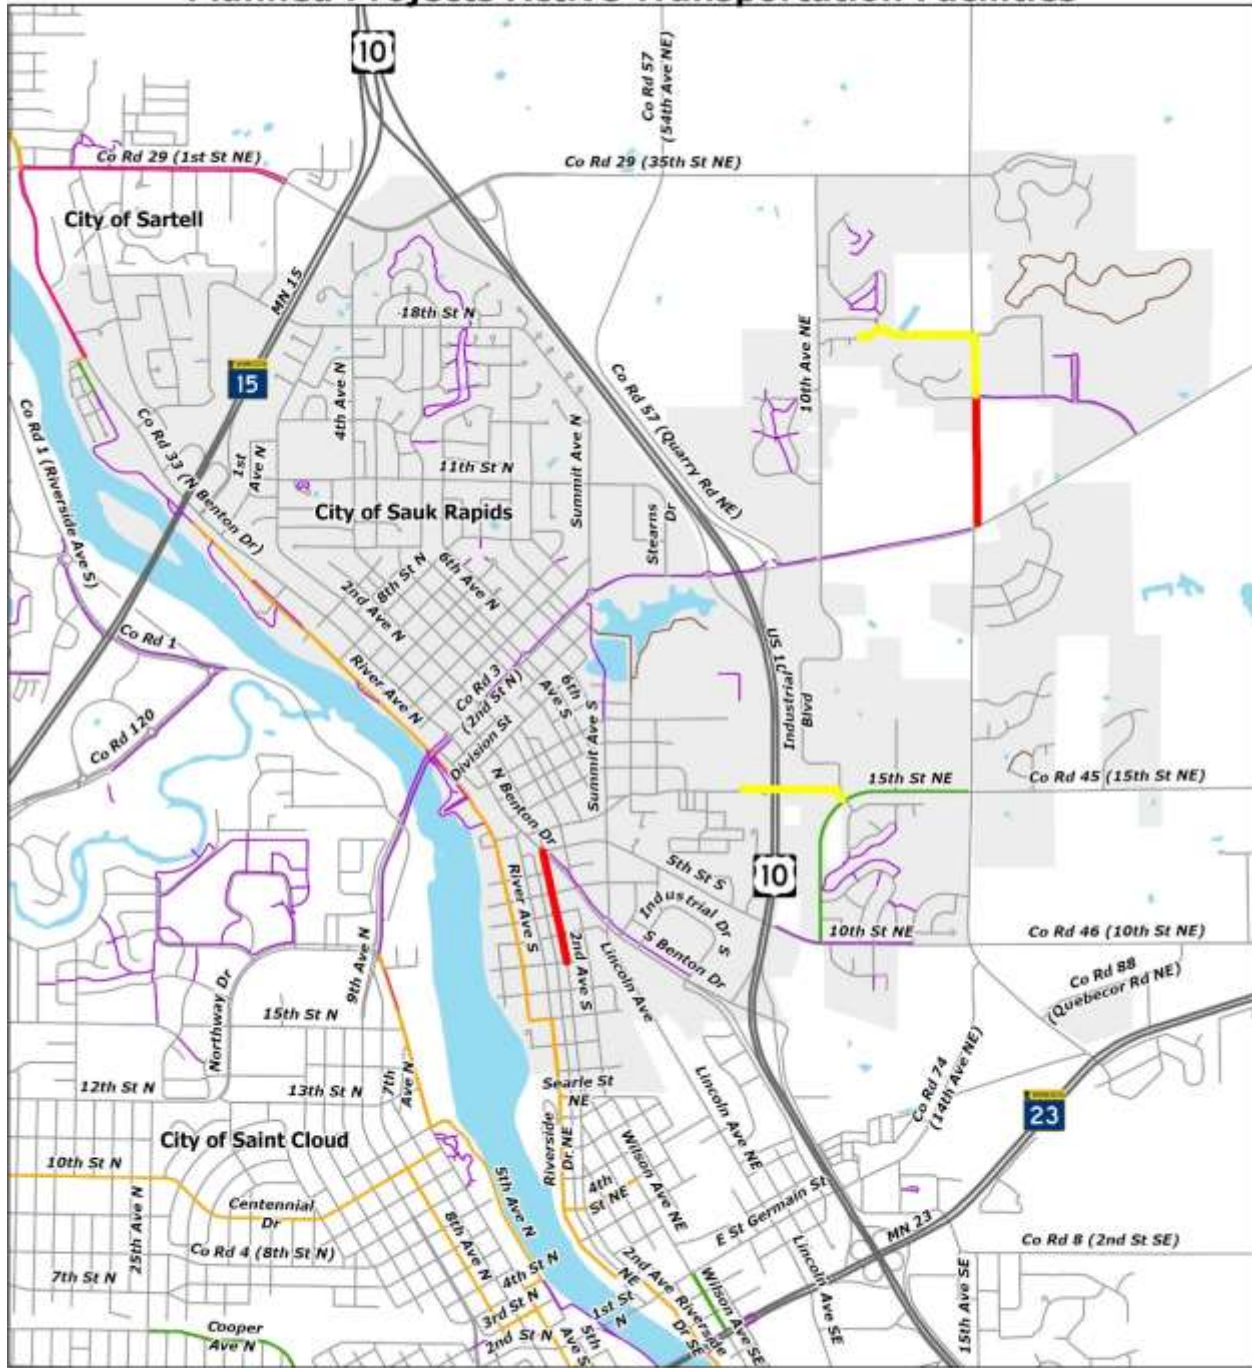 Planned Projects Active Transportation Facilities
10
Co Rd 57
(54th Ave NE)
Co Rd 29 (1st St NE)
Co Rd 29 (35th St NE)
City of Sartell
MN 15
18th St N
15
4th Ave N
10th Ave NE
Co Rd 57 (Quarry Rd NE)
Co Rd 1 (Riverside Ave S)
Co Rd 33 (N Benton Dr)
1st
Ave N
11th St N
Summit Ave N
City of Sauk Rapids
Stearns
Dr
8th St N
6th Ave N
2nd Ave N
Co Rd 1
US 10
River Ave N
Co Rd 3
(2nd St N)
6th
Ave S
Industrial
Blvd
Co Rd 120
Division St
Summit Ave S
15th St NE
Co Rd 45 (15th St NE)
N Benton Dr
5th St S
10
River Ave S
Industrial Dr S
2nd Ave S
S Benton Dr
10th St NE
Co Rd 46 (10th St NE)
9th Ave N
Lincoln Ave
Co Rd 88
(Quebecor Rd NE)
Northway Dr
15th St N
12th St N
13th St N
7th
Ave N
Searle St
NE
Lincoln Ave NE
Co Rd 74
(14th Ave NE)
23
City of Saint Cloud
Riverside
Dr NE
Wilson Ave NE
10th St N
25th Ave N
Centennial
Dr
5th Ave N
4th
St NE
E St Germain St
Co Rd 4 (8th St N)
8th Ave N
MN 23
Co Rd 8 (2nd St SE)
7th St N
4th St N
2nd Ave
NE
Wilson Ave SE
Lincoln Ave SE
15th Ave SE
3rd St N
1st St
N
Riverside
Dr SE
Cooper
Ave N
2nd St N
5th
Ave S